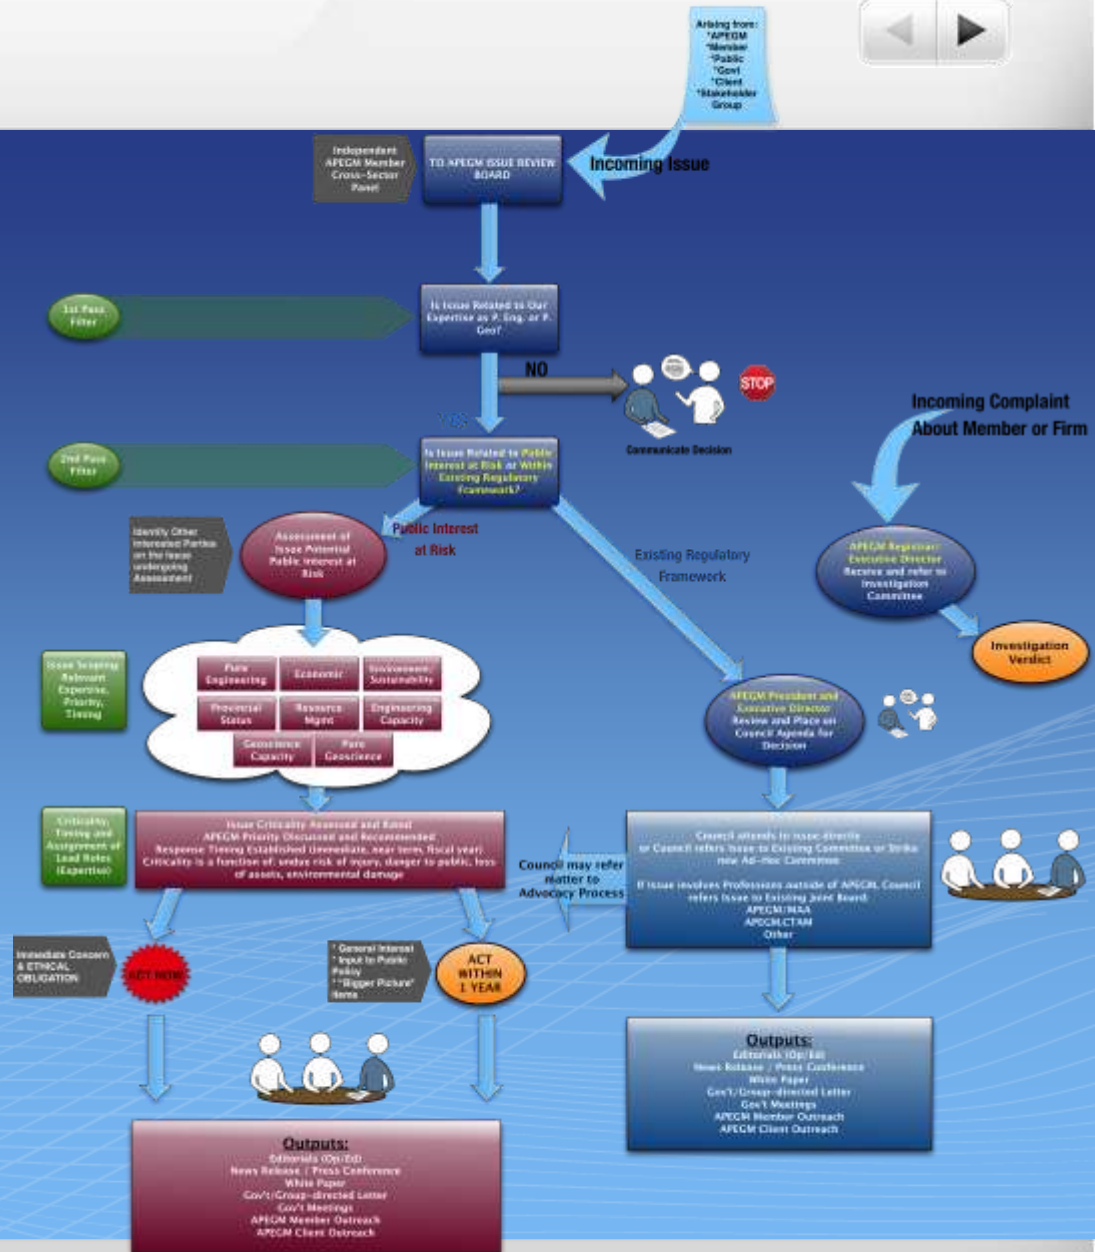 Arising from:
*APEGM
*Member
*Public
*Govt
*Client
*Stakeholder
Group
Incoming Issue
Independent
APEGM Member
Cross-Sector
Panel
TO APEGM ISSUE REVIEW
BOARD
1st Pass
Filter
Is Issue Related to Our
Expertise as P. Eng. or P.
Geo?
NO
STOP
Communicate Decision
YES
2nd Pass
Filter
Is Issue Related to Public
Interest at Risk or Within
Existing Regulatory
Framework?
Incoming Complaint
About Member or Firm
Identify Other
Interested Parties
on the Issue
undergoing
Assessment
Assessment of
Issue Potential
Public Interest at
Risk
Public Interest
at Risk
Existing Regulatory
Framework
APEGM Registrar/
Executive Director
Receive and refer to
Investigation
Committee
Investigation
Verdict
Issue Scoping
Relevant
Expertise,
Priority,
Timing
Pure
Engineering
Economic
Environment/
Sustainability
Provincial
Status
Resource
Mgmt
Engineering
Capacity
Geoscience
Capacity
Pure
Geoscience
APEGM President and
Executive Director
Review and Place on
Council Agenda for
Decision
Criticality,
Timing and
Assignment of
Lead Roles
(Expertise)
Issue Criticality Assessed and Rated
APEGM Priority Discussed and Recommended
Response Timing Established (immediate, near term, fiscal year)
Criticality is a function of: undue risk of injury, danger to public, loss
of assets, environmental damage
Council may refer
matter to
Advocacy Process
Council attends to issue directly
or Council refers Issue to Existing Committee or Strike
new Ad-Hoc Committee
If Issue involves Professions outside of APEGM, Council
refers Issue to Existing Joint Board:
APEGM/MAA
APEGM/CTAM
Other
Immediate Concern
& ETHICAL
OBLIGATION
ACT NOW
* General Interest
* Input to Public
Policy
* "Bigger Picture"
Items
ACT
WITHIN
1 YEAR
Outputs:
Editorials (Op/Ed)
News Release / Press Conference
White Paper
Gov't/Group-directed Letter
Gov't Meetings
APEGM Member Outreach
APEGM Client Outreach
Outputs:
Editorials (Op/Ed)
News Release / Press Conference
White Paper
Gov't/Group-directed Letter
Gov't Meetings
APEGM Member Outreach
APEGM Client Outreach